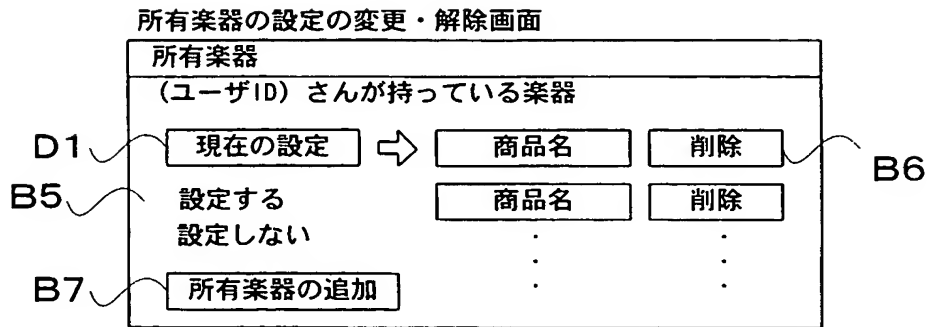 所有楽器の設定の変更・解除画面
所有楽器
(ユーザID) さんが持っている楽器
D1 現在の設定 ⇨ 商品名 削除 B6
B5 設定する 商品名 削除
設定しない ・ ・
・ ・
B7 所有楽器の追加 ・ ・